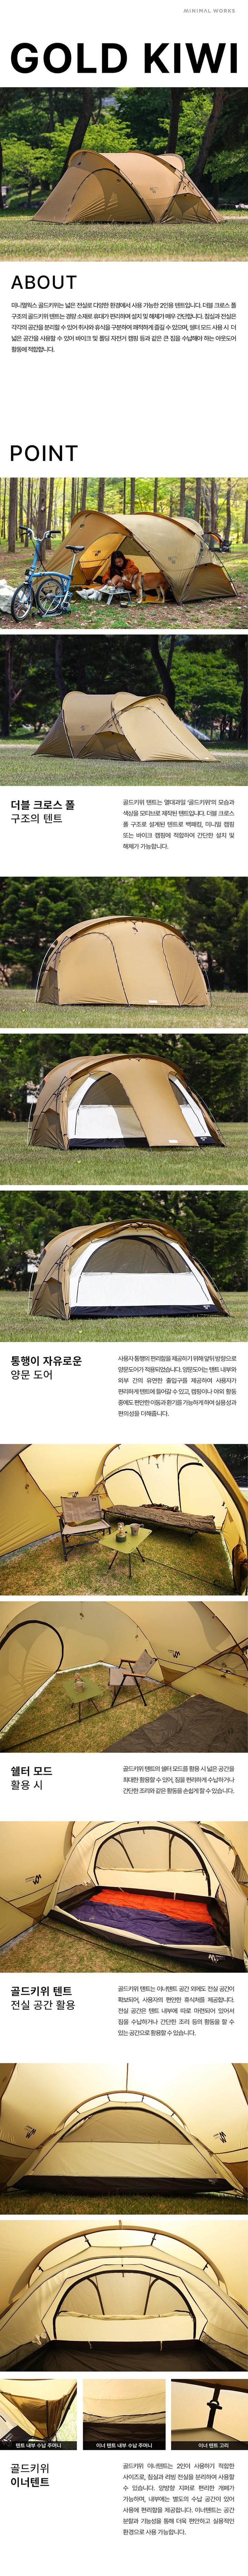 MINIMAL WORKS
GOLD KIWI
ABOUT
미니멀웍스 골드키위는 넓은 전실로 다양한 환경에서 사용 가능한 2인용 텐트입니다. 더블 크로스 폴
구조의 골드키위 텐트는 경량 소재로 휴대가 편리하며 설치 및 해체가 매우 간단합니다. 침실과 전실은
각각의 공간을 분리할 수 있어 취사와 휴식을 구분하여 쾌적하게 즐길 수 있으며, 쉘터 모드 사용 시 더
넓은 공간을 사용할 수 있어 바이크 및 폴딩 자전거 캠핑 등과 같은 큰 짐을 수납해야 하는 아웃도어
활동에 적합합니다.
POINT
더블 크로스 폴
구조의 텐트
골드키위 텐트는 열대과일 '골드키위'의 모습과
색상을 모티브로 제작된 텐트입니다. 더블 크로스
폴 구조로 설계된 텐트로 백패킹, 미니멀 캠핑
또는 바이크 캠핑에 적합하여 간단한 설치 및
해체가 가능합니다.
통행이 자유로운
양문 도어
사용자 통행의 편리함을 제공하기 위해 앞뒤 방향으로
양문도어가 적용되었습니다. 양문도어는 텐트 내부와
외부 간의 유연한 출입구를 제공하여 사용자가
편리하게 텐트에 들어갈 수 있고, 캠핑이나 야외 활동
중에도 편안한 이동과 환기를 가능하게 하여 실용성과
편의성을 더해줍니다.
쉘터 모드
활용 시
골드키위 텐트의 쉘터 모드를 활용 시 넓은 공간을
최대한 활용할 수 있어, 짐을 편리하게 수납하거나
간단한 조리와 같은 활동을 손쉽게 할 수 있습니다.
골드키위 텐트
전실 공간 활용
골드키위 텐트는 이너텐트 공간 외에도 전실 공간이
확보되어, 사용자의 편안한 휴식처를 제공합니다.
전실 공간은 텐트 내부에 따로 마련되어 있어서
짐을 수납하거나 간단한 조리 등의 활동을 할 수
있는 공간으로 활용할 수 있습니다.
텐트 내부 수납 주머니
이너 텐트 내부 수납 주머니
이너 텐트 고리
골드키위
이너텐트
골드키위 이너텐트는 2인이 사용하기 적합한
사이즈로, 침실과 리빙 전실을 분리하여 사용할
수 있습니다. 양방향 지퍼로 편리한 개폐가
가능하며, 내부에는 별도의 수납 공간이 있어
사용에 편리함을 제공합니다. 이너텐트는 공간
분할과 기능성을 통해 더욱 편안하고 실용적인
환경으로 사용 가능합니다.